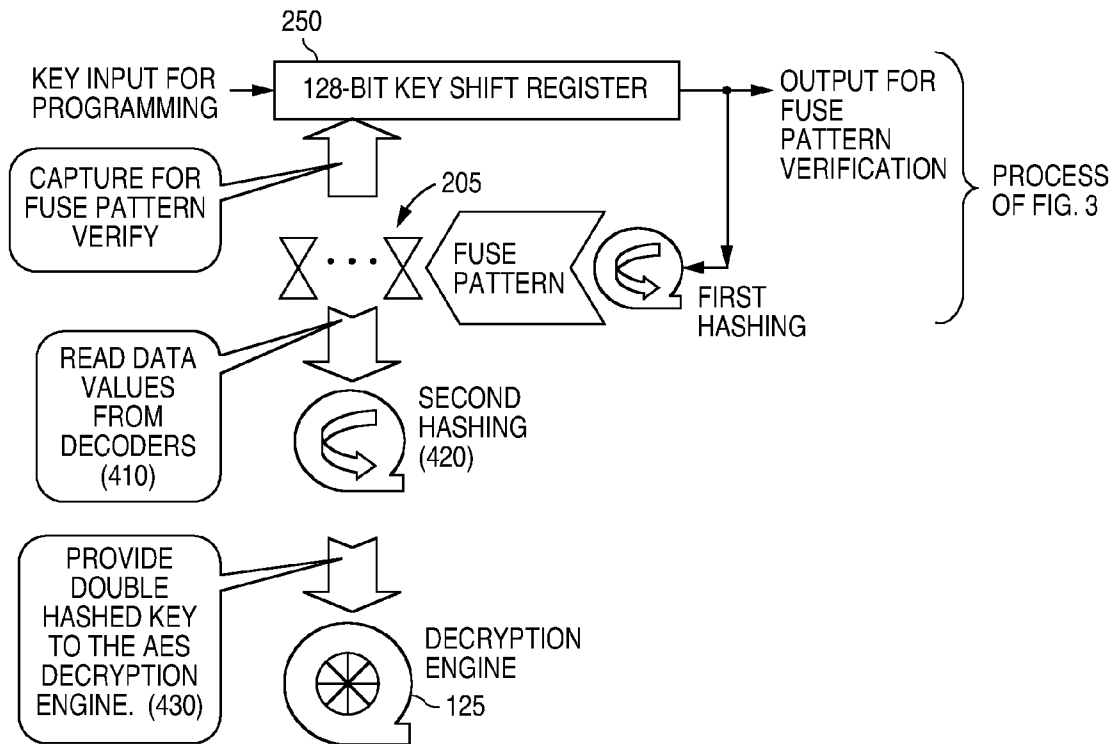 250
KEY INPUT FOR
PROGRAMMING
128-BIT KEY SHIFT REGISTER
OUTPUT FOR
FUSE
PATTERN
VERIFICATION
PROCESS
OF FIG. 3
CAPTURE FOR
FUSE PATTERN
VERIFY
205
FUSE
PATTERN
FIRST
HASHING
READ DATA
VALUES
FROM
DECODERS
(410)
SECOND
HASHING
(420)
PROVIDE
DOUBLE
HASHED KEY
TO THE AES
DECRYPTION
ENGINE. (430)
DECRYPTION
ENGINE
125